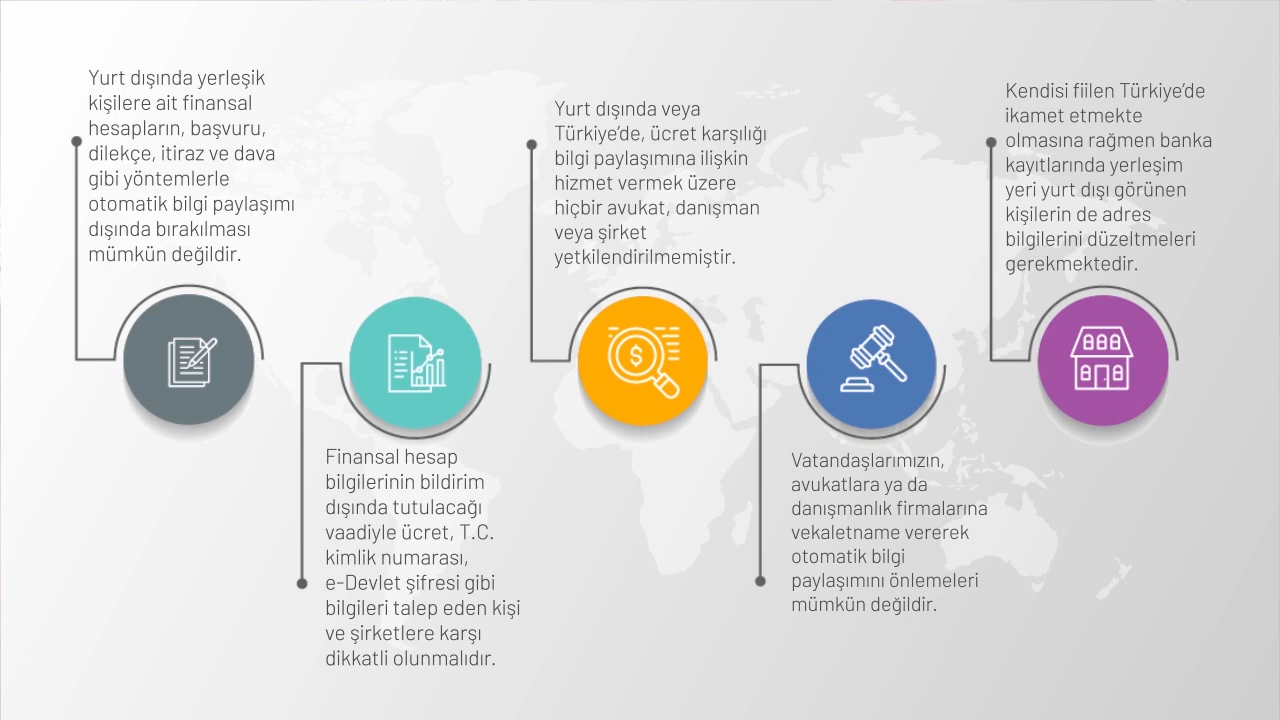 Yurt dışında yerleşik
kişilere ait finansal
hesapların, başvuru,
dilekçe, itiraz ve dava
gibi yöntemlerle
otomatik bilgi paylaşımı
dışında bırakılması
mümkün değildir.
Finansal hesap
bilgilerinin bildirim
dışında tutulacağı
vaadiyle ücret, T.C.
kimlik numarası,
e-Devlet şifresi gibi
bilgileri talep eden kişi
ve şirketlere karşı
dikkatli olunmalıdır.
Yurt dışında veya
Türkiye’de, ücret karşılığı
bilgi paylaşımına ilişkin
hizmet vermek üzere
hiçbir avukat, danışman
veya şirket
yetkilendirilmemiştir.
$
Vatandaşlarımızın,
avukatlara ya da
danışmanlık firmalarına
vekaletname vererek
otomatik bilgi
paylaşımını önlemeleri
mümkün değildir.
Kendisi fiilen Türkiye’de
ikamet etmekte
olmasına rağmen banka
kayıtlarında yerleşim
yeri yurt dışı görünen
kişilerin de adres
bilgilerini düzeltmeleri
gerekmektedir.